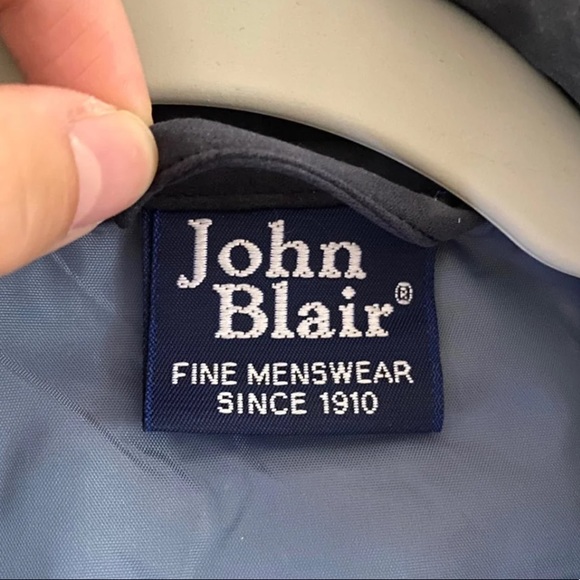 John
Blair®
FINE MENSWEAR
SINCE 1910